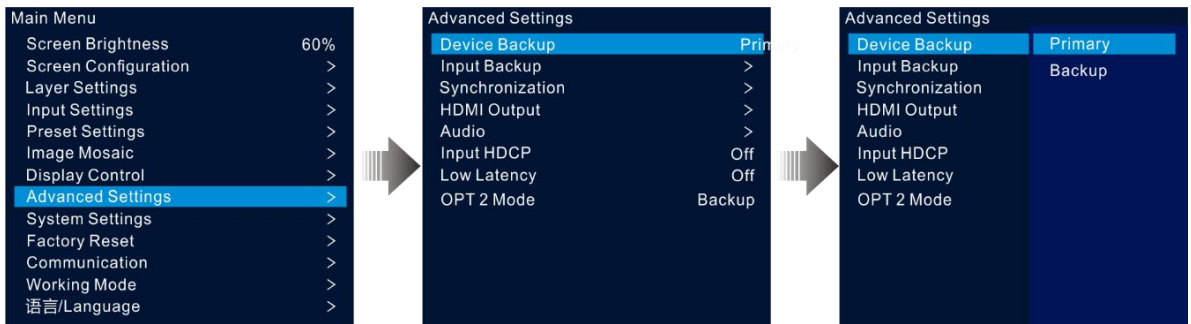 Main Menu
Screen Brightness 60%
Screen Configuration >
Layer Settings >
Input Settings >
Preset Settings >
Image Mosaic >
Display Control >
Advanced Settings >
System Settings >
Factory Reset >
Communication >
Working Mode >
语言/Language >
Advanced Settings
Device Backup Primary
Input Backup >
Synchronization >
HDMI Output >
Audio >
Input HDCP Off
Low Latency Off
OPT 2 Mode Backup
Advanced Settings
Device Backup Primary
Input Backup Backup
Synchronization
HDMI Output
Audio
Input HDCP
Low Latency
OPT 2 Mode